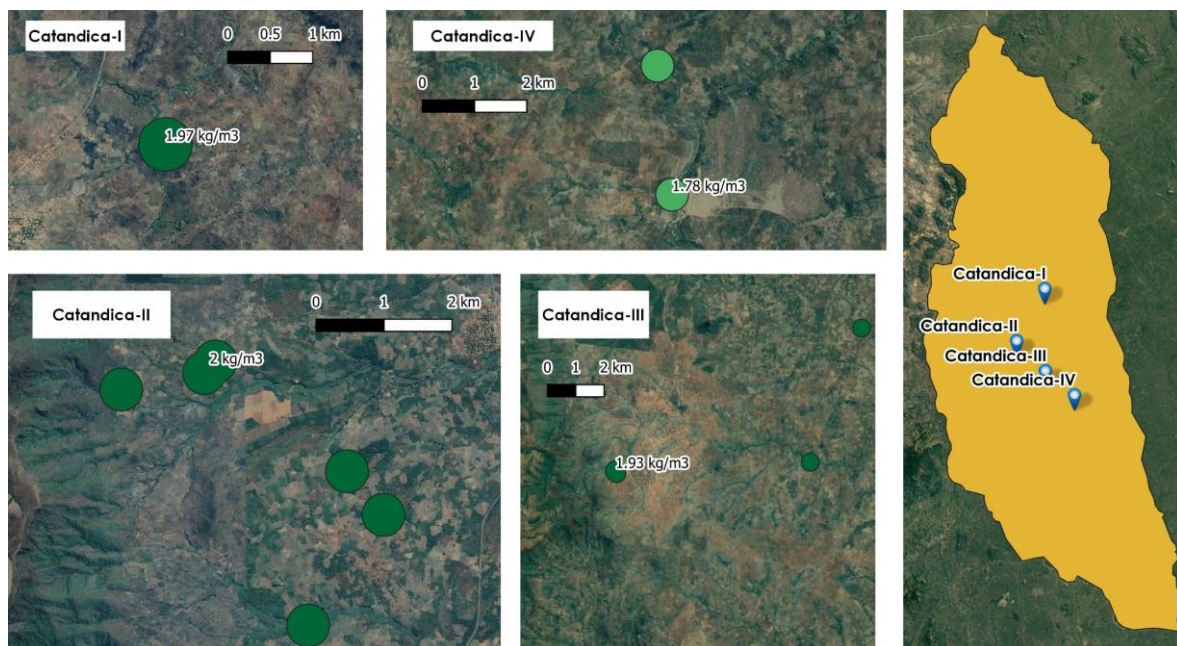 Catandica-I
0 0.5 1 km
1.97 kg/m3
Catandica-IV
0 1 2 km
1.78 kg/m3
Catandica-II
0 1 2 km
2 kg/m3
Catandica-III
0 1 2 km
1.93 kg/m3
Catandica-I
Catandica-II
Catandica-III
Catandica-IV